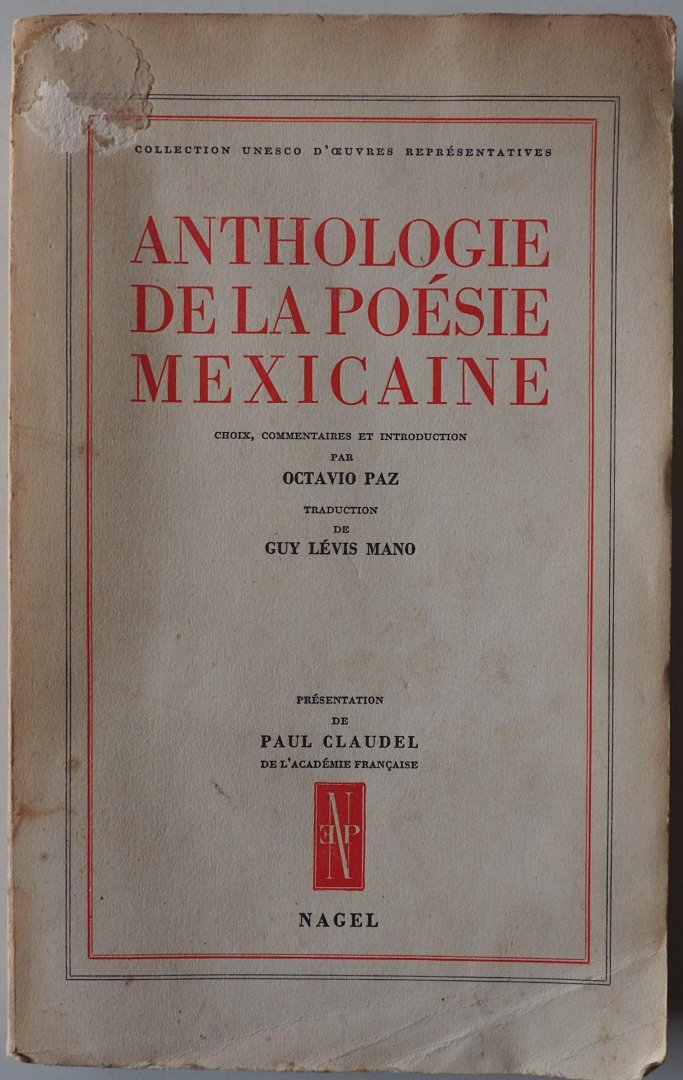 COLLECTION UNESCO D'ŒUVRES REPRÉSENTATIVES
ANTHOLOGIE
DE LA POÉSIE
MEXICAINE
CHOIX, COMMENTAIRES ET INTRODUCTION
PAR
OCTAVIO PAZ
TRADUCTION
DE
GUY LÉVIS MANO
PRÉSENTATION
DE
PAUL CLAUDEL
DE L'ACADÉMIE FRANÇAISE
ENP
NAGEL